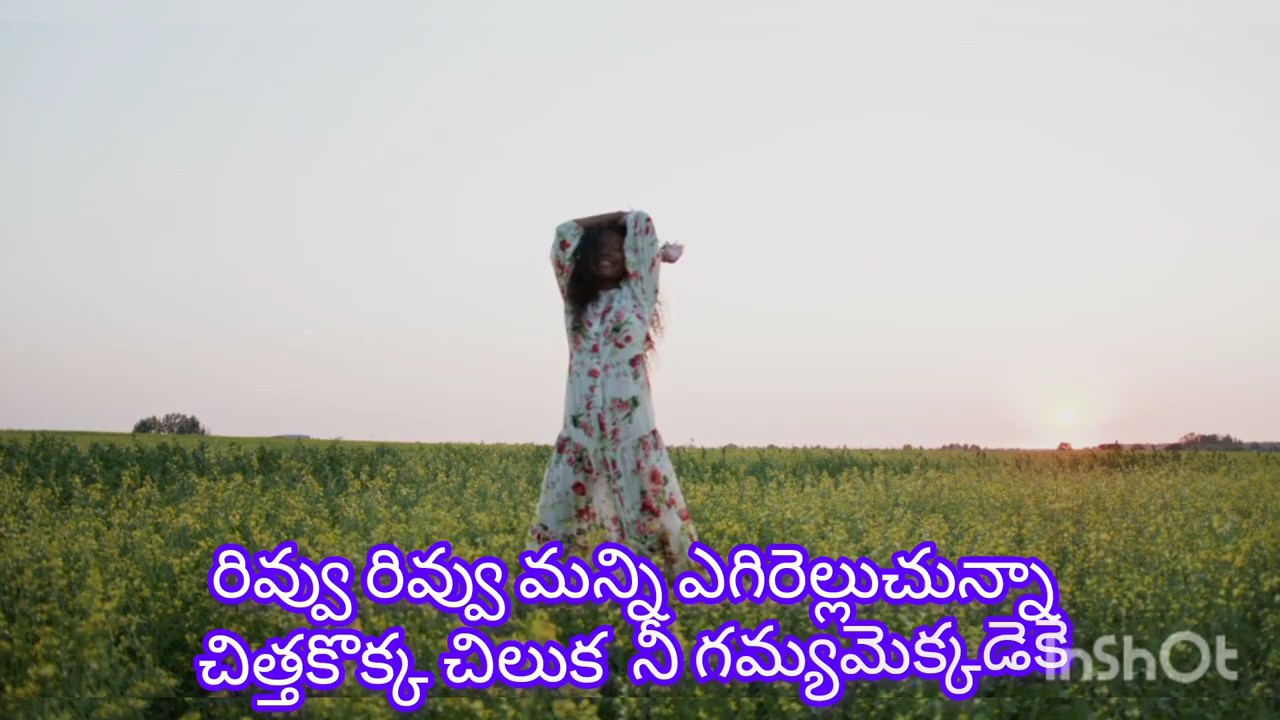 రివ్వు రివ్వు మన్ని ఎగిరెల్లుచున్నా
చిత్తకొక్క చిలుక నీ గమ్యమెక్కడెకే
InShOt